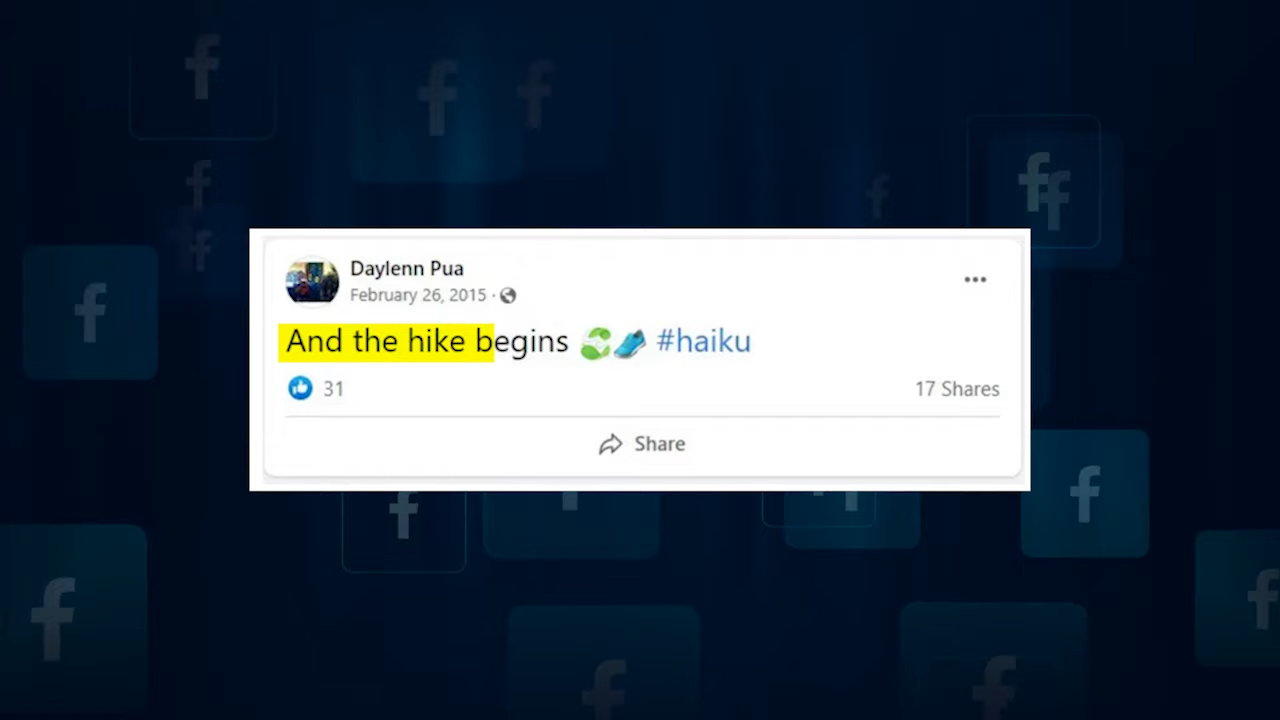 Daylenn Pua
February 26, 2015 ·
And the hike begins #haiku
31
17 Shares
Share